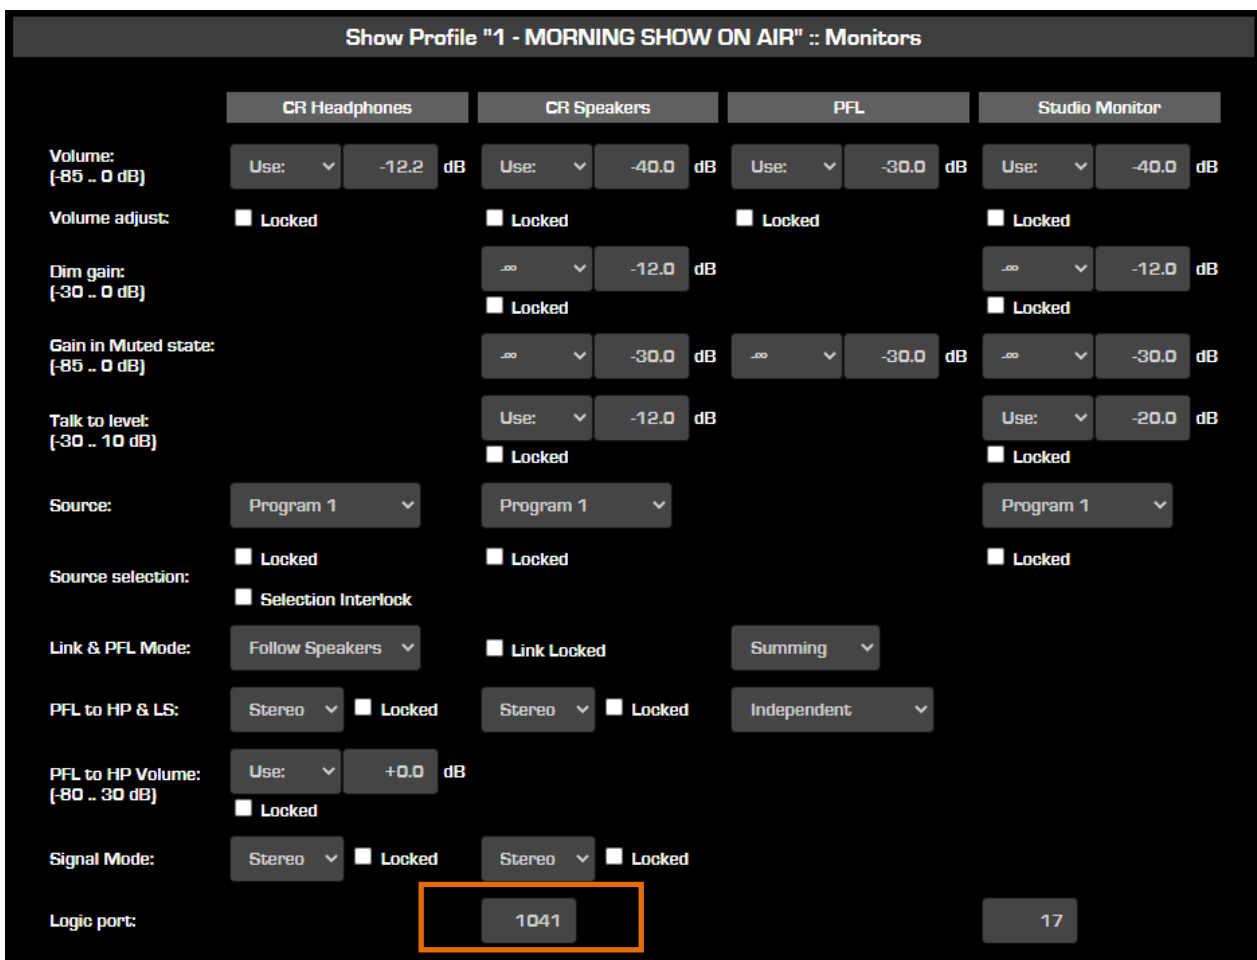 Show Profile "1 - MORNING SHOW ON AIR" :: Monitors
CR Headphones CR Speakers PFL Studio Monitor
Volume: Use: -12.2 dB Use: -40.0 dB Use: -30.0 dB Use: -40.0 dB
(-85 .. 0 dB)
Volume adjust: Locked Locked Locked Locked
Dim gain: -∞ -12.0 dB -∞ -12.0 dB
(-30 .. 0 dB)
Locked Locked
Gain in Muted state: -∞ -30.0 dB -∞ -30.0 dB -∞ -30.0 dB
(-85 .. 0 dB)
Talk to level: Use: -12.0 dB Use: -20.0 dB
(-30 .. 10 dB)
Locked Locked
Source: Program 1 Program 1 Program 1
Locked Locked Locked
Source selection:
Selection Interlock
Link & PFL Mode: Follow Speakers Link Locked Summing
PFL to HP & LS: Stereo Locked Stereo Locked Independent
PFL to HP Volume: Use: +0.0 dB
(-80 .. 30 dB)
Locked
Signal Mode: Stereo Locked Stereo Locked
Logic port: 1041 17